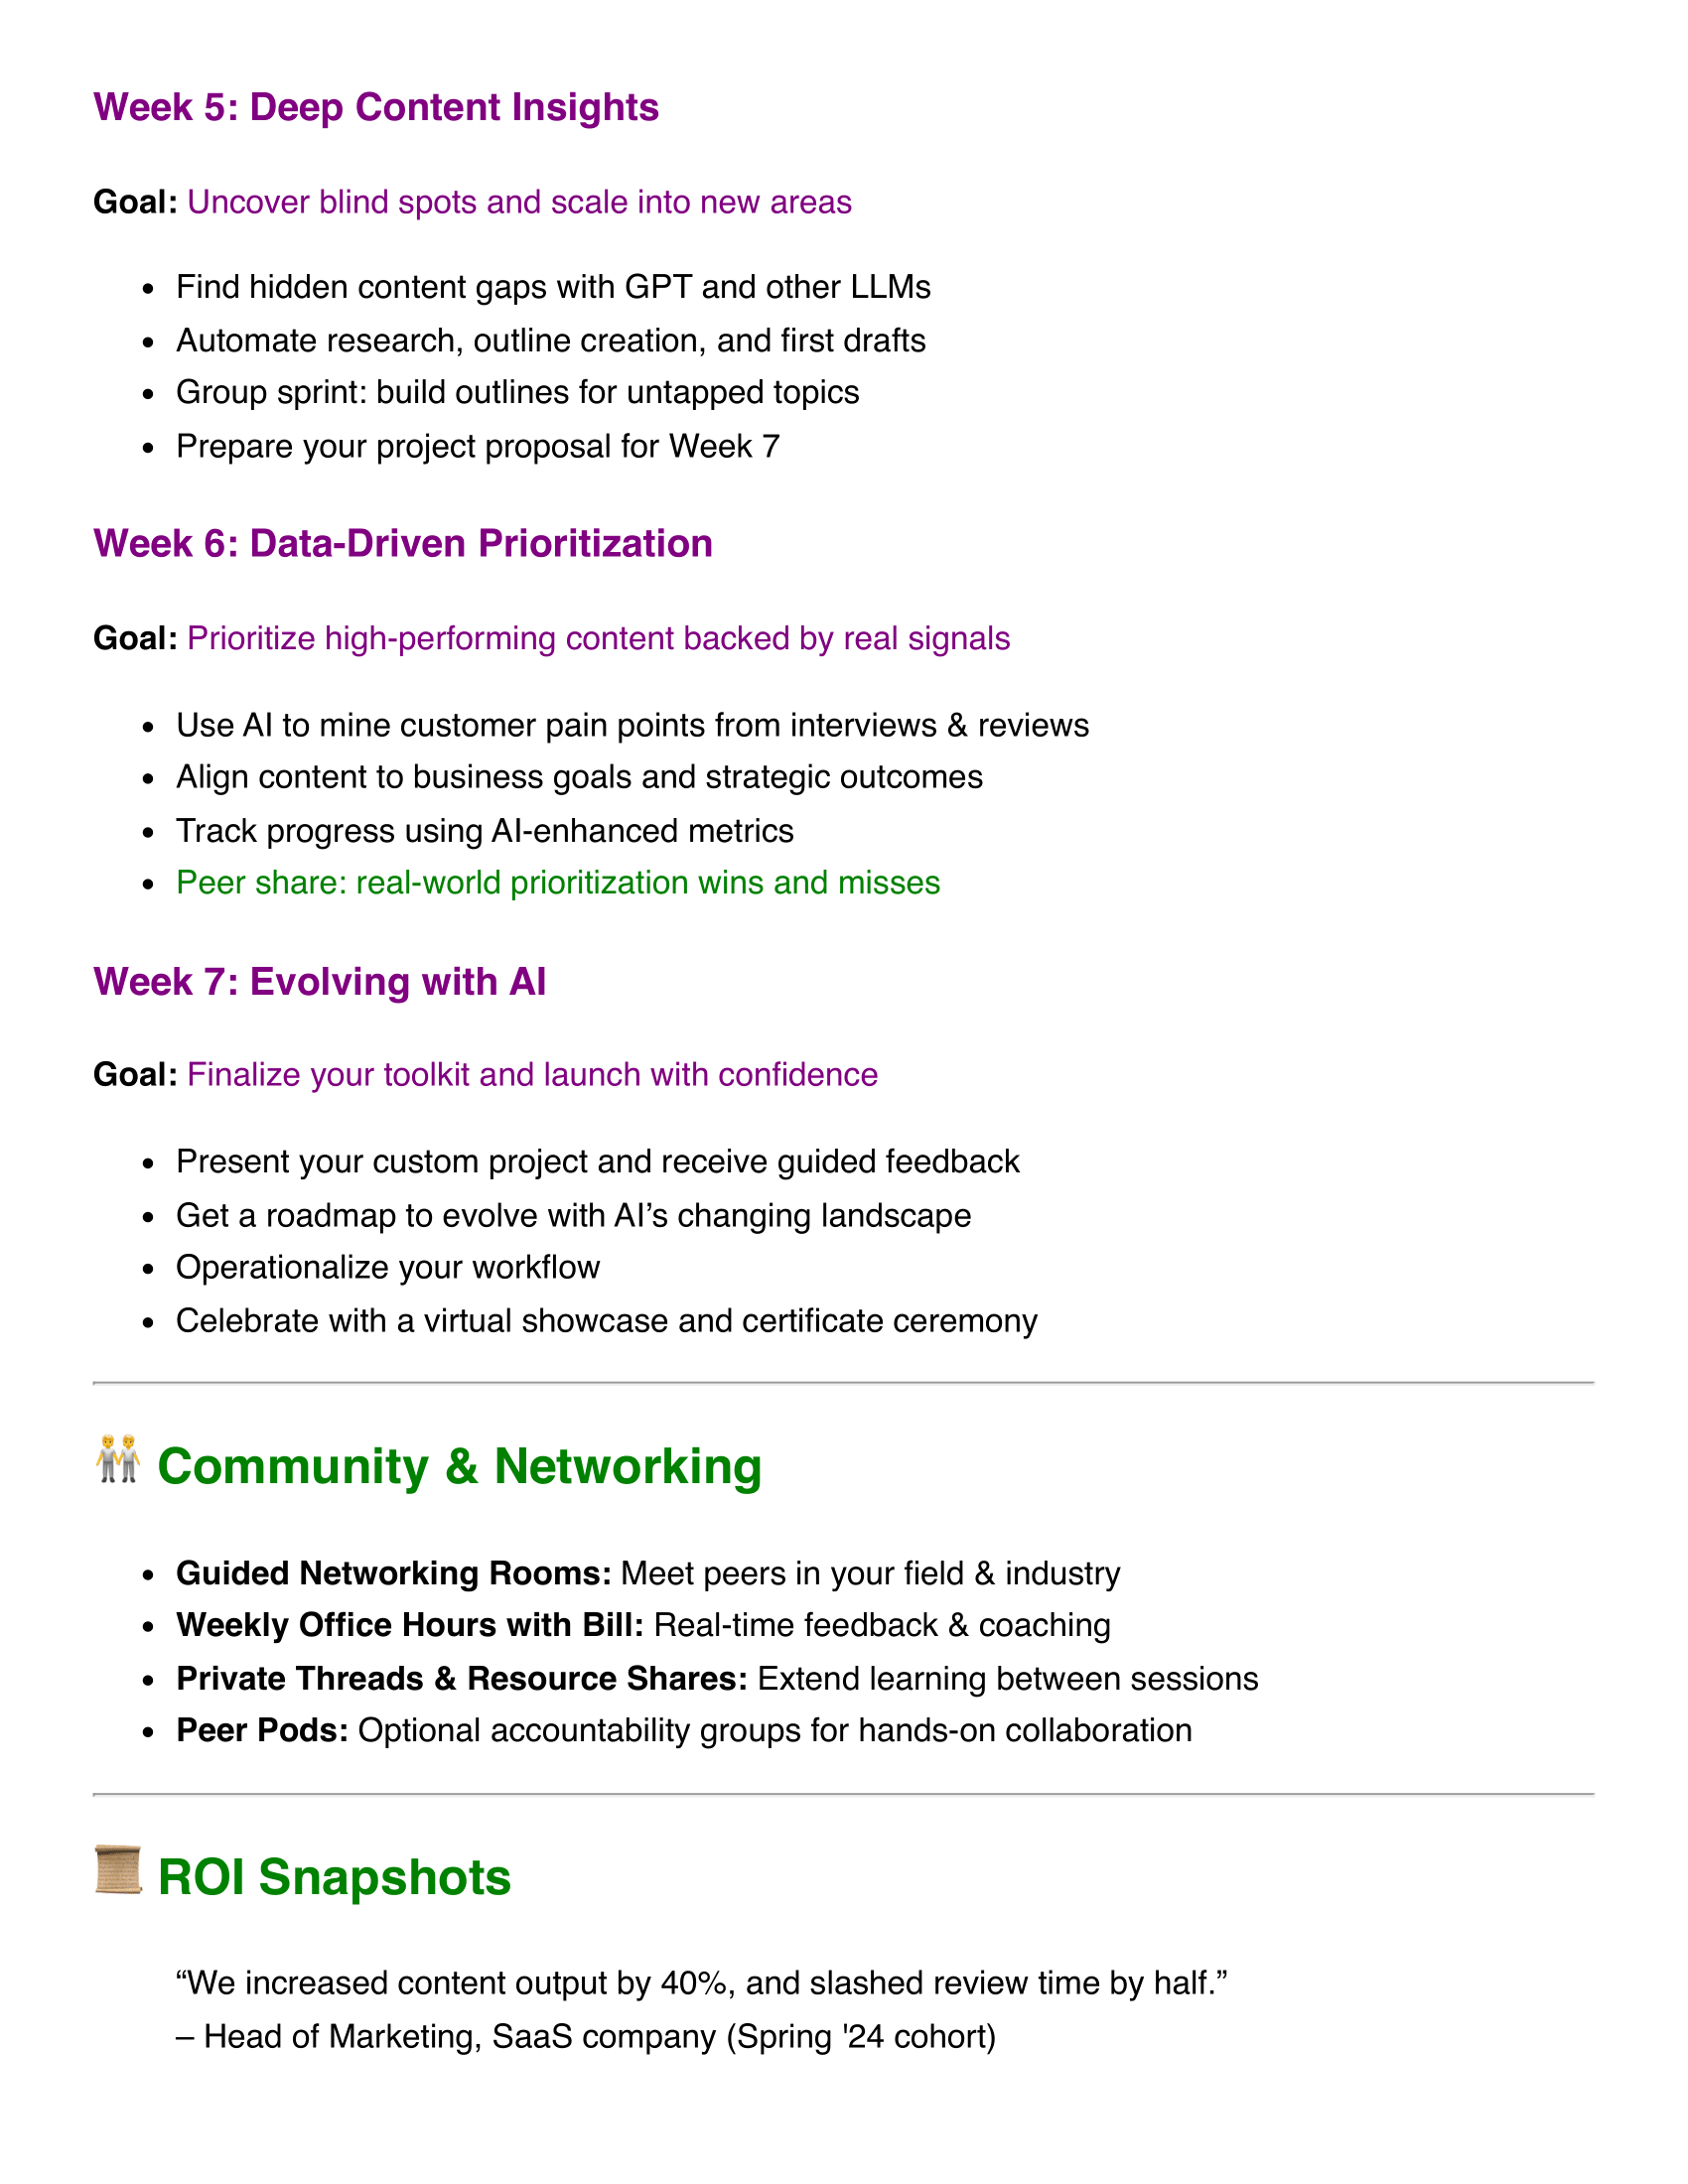 Week 5: Deep Content Insights
Goal: Uncover blind spots and scale into new areas
• Find hidden content gaps with GPT and other LLMs
• Automate research, outline creation, and first drafts
• Group sprint: build outlines for untapped topics
• Prepare your project proposal for Week 7
Week 6: Data-Driven Prioritization
Goal: Prioritize high-performing content backed by real signals
• Use AI to mine customer pain points from interviews & reviews
• Align content to business goals and strategic outcomes
• Track progress using AI-enhanced metrics
• Peer share: real-world prioritization wins and misses
Week 7: Evolving with AI
Goal: Finalize your toolkit and launch with confidence
• Present your custom project and receive guided feedback
• Get a roadmap to evolve with AI’s changing landscape
• Operationalize your workflow
• Celebrate with a virtual showcase and certificate ceremony
Community & Networking
• Guided Networking Rooms: Meet peers in your field & industry
• Weekly Office Hours with Bill: Real-time feedback & coaching
• Private Threads & Resource Shares: Extend learning between sessions
• Peer Pods: Optional accountability groups for hands-on collaboration
ROI Snapshots
“We increased content output by 40%, and slashed review time by half.”
– Head of Marketing, SaaS company (Spring '24 cohort)